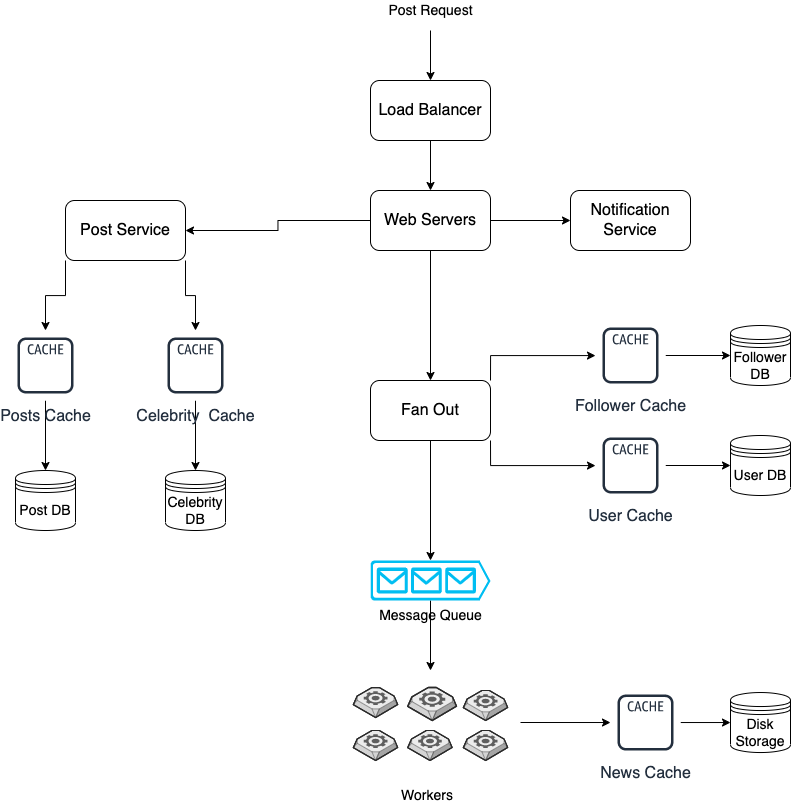 Post Request
Load Balancer
Post Service
Web Servers
Notification
Service
CACHE
Posts Cache
CACHE
Celebrity Cache
Post DB
Celebrity
DB
Fan Out
CACHE
Follower Cache
Follower
DB
CACHE
User Cache
User DB
Message Queue
Workers
CACHE
News Cache
Disk
Storage